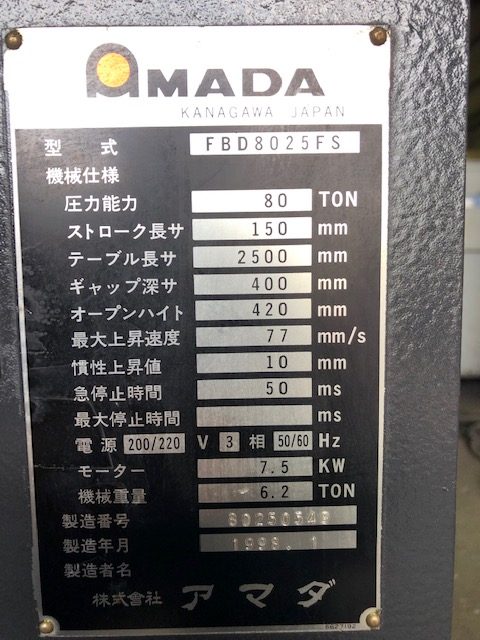 AMADA
KANAGAWA JAPAN
型式 FBD8025FS
機械仕様
圧力能力 80 TON
ストローク長サ 150 mm
テーブル長サ 2500 mm
ギャップ深サ 400 mm
オープンハイト 420 mm
最大上昇速度 77 mm/s
慣性上昇値 10 mm
急停止時間 50 ms
最大停止時間 ms
電源 200/220 V 3 相 50/60 Hz
モーター 7.5 KW
機械重量 6.2 TON
製造番号
製造年月
製造者名
株式會社 アマダ